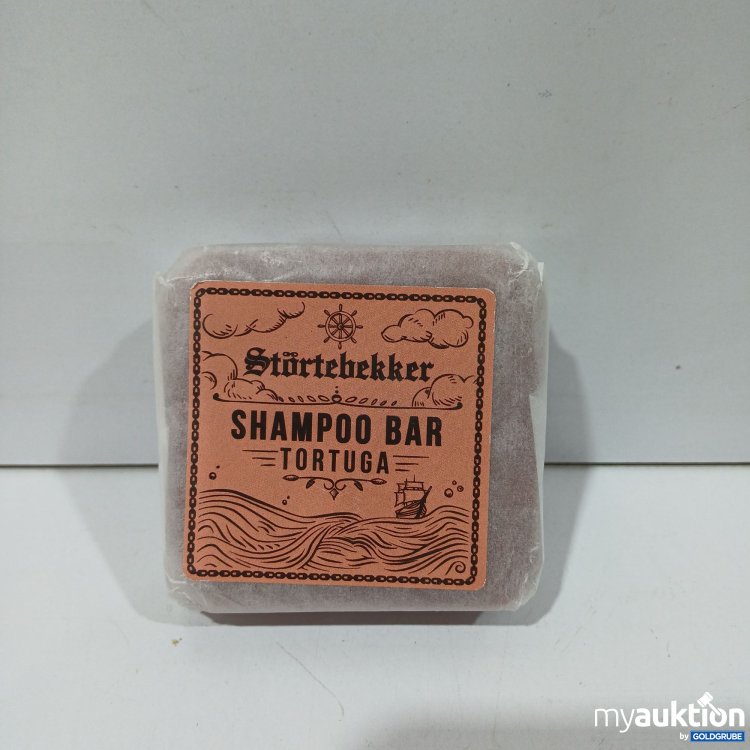 Störtebekker
SHAMPOO BAR
TORTUGA
myauktion
by GOLDGRUBE